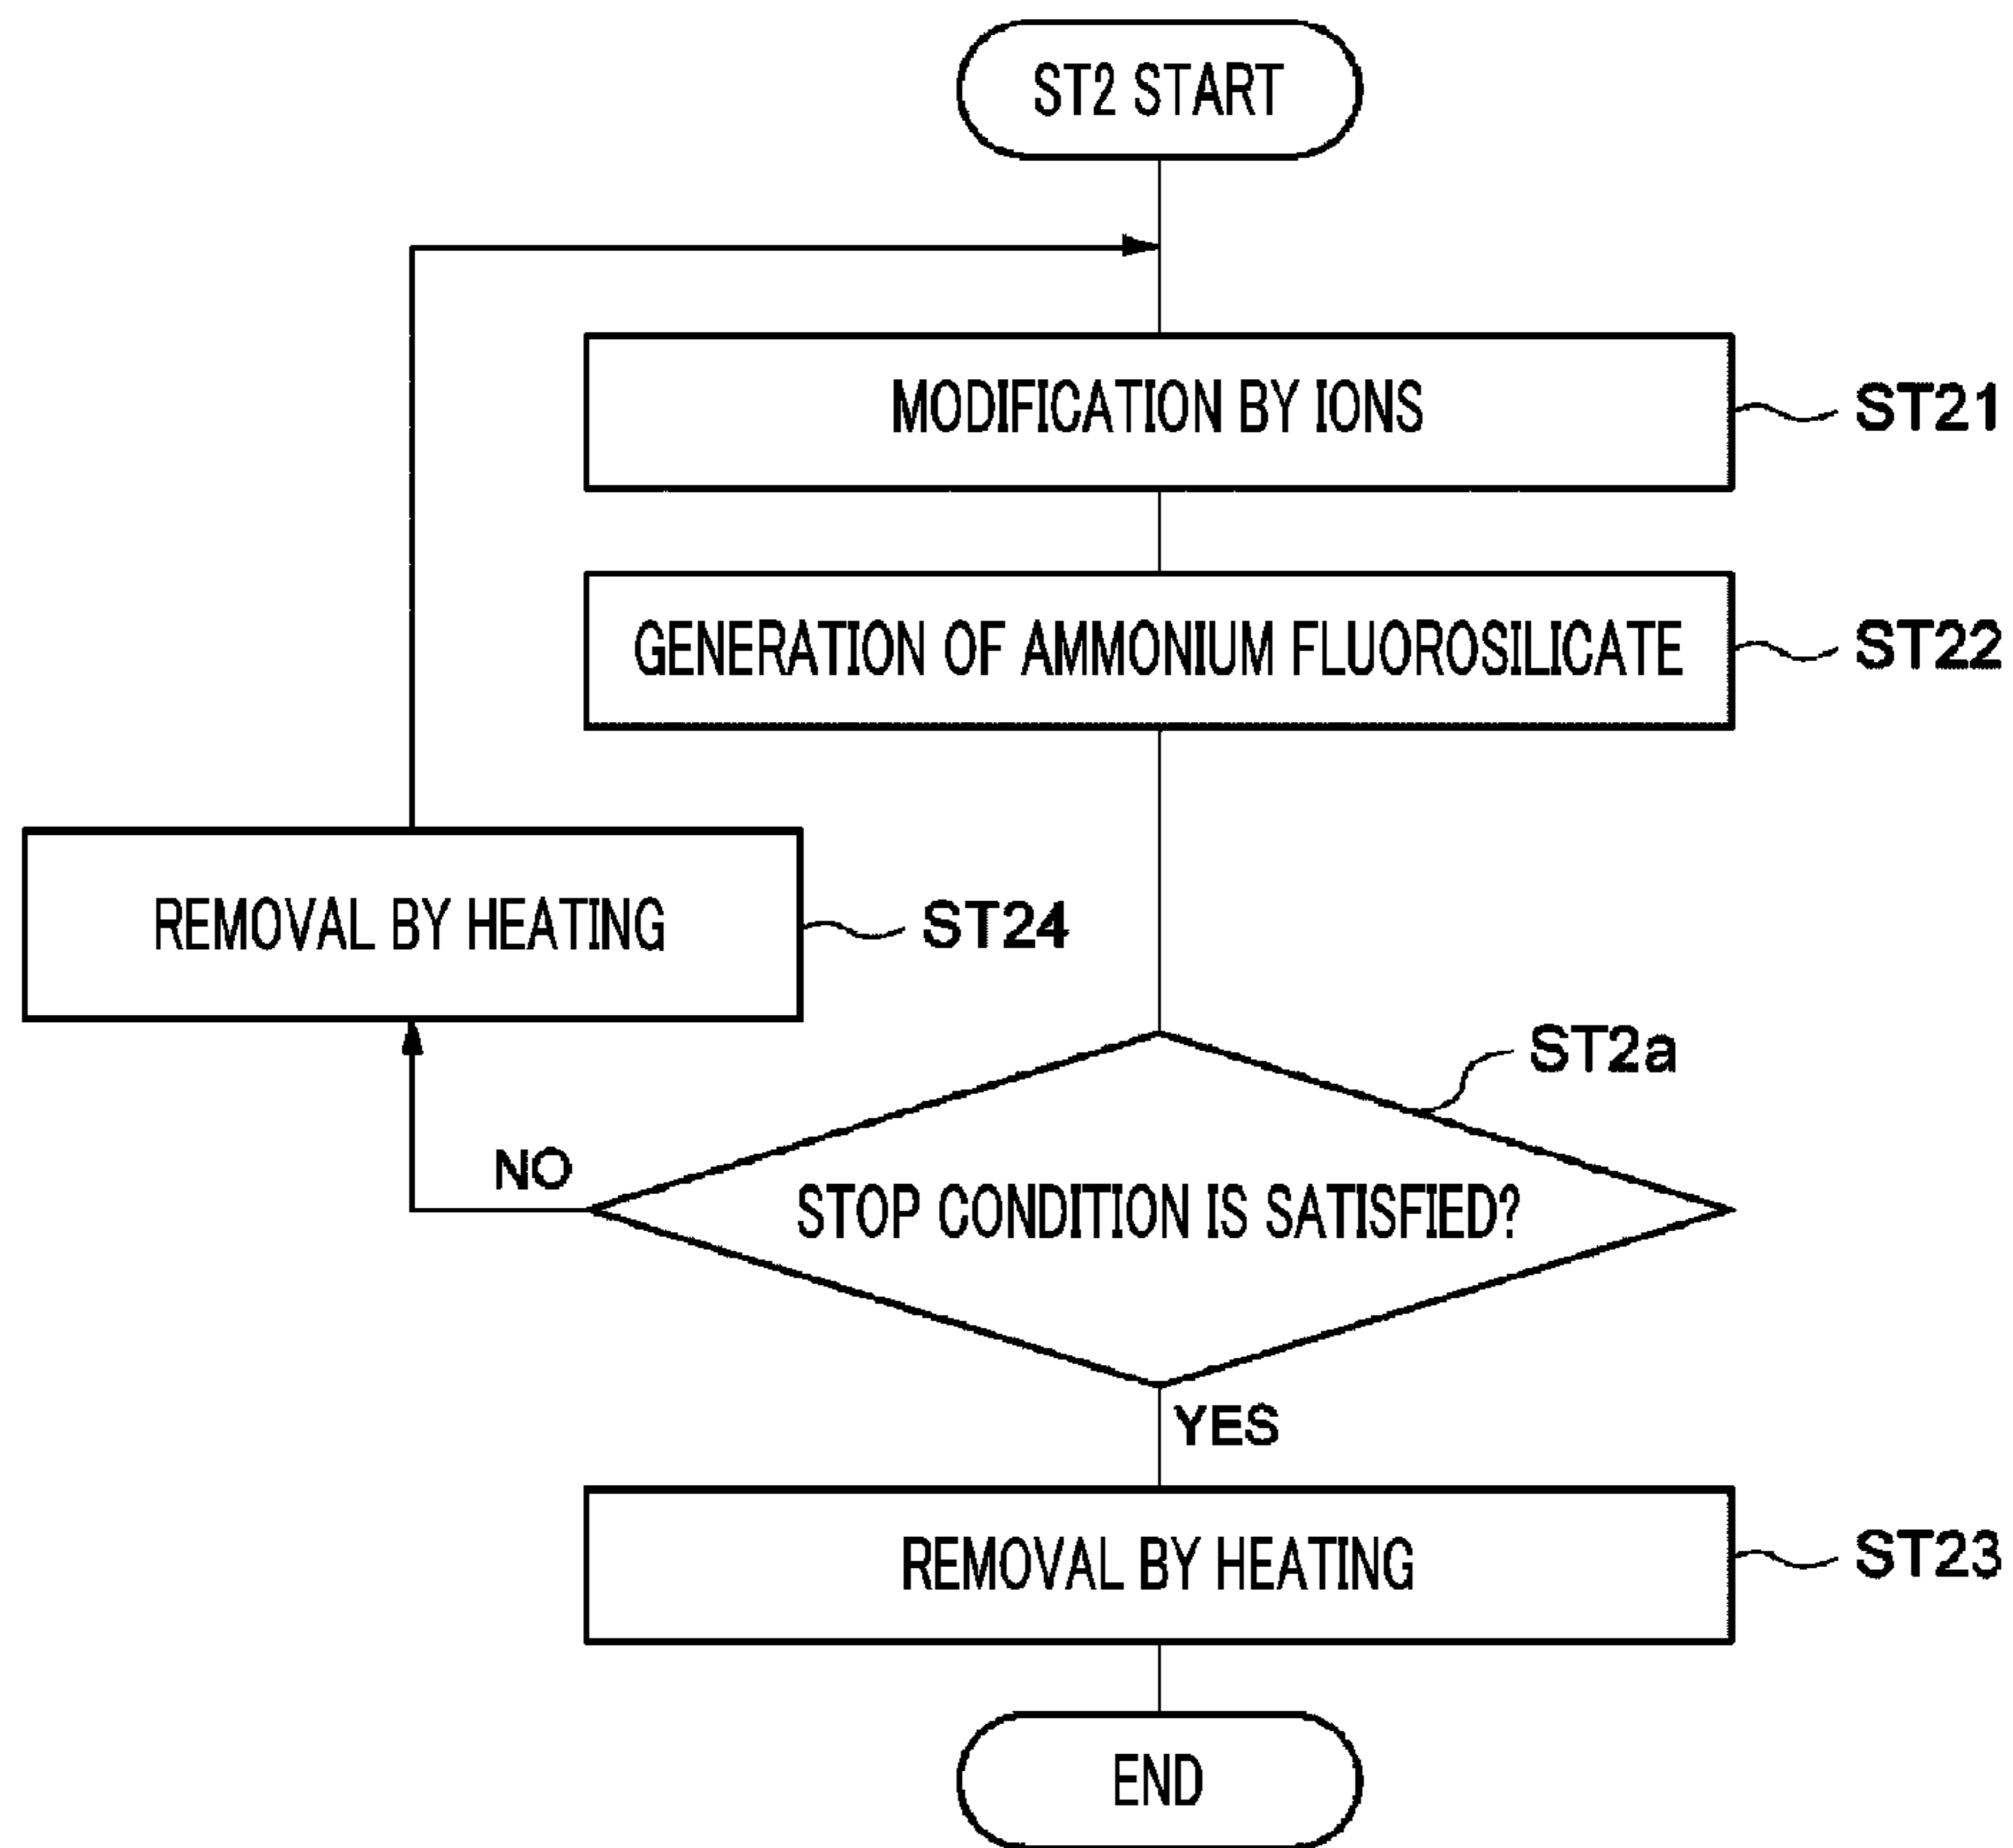 ST2 START
MODIFICATION BY IONS
ST21
GENERATION OF AMMONIUM FLUOROSILICATE
ST22
REMOVAL BY HEATING
ST24
ST2a
NO
STOP CONDITION IS SATISFIED?
YES
REMOVAL BY HEATING
ST23
END